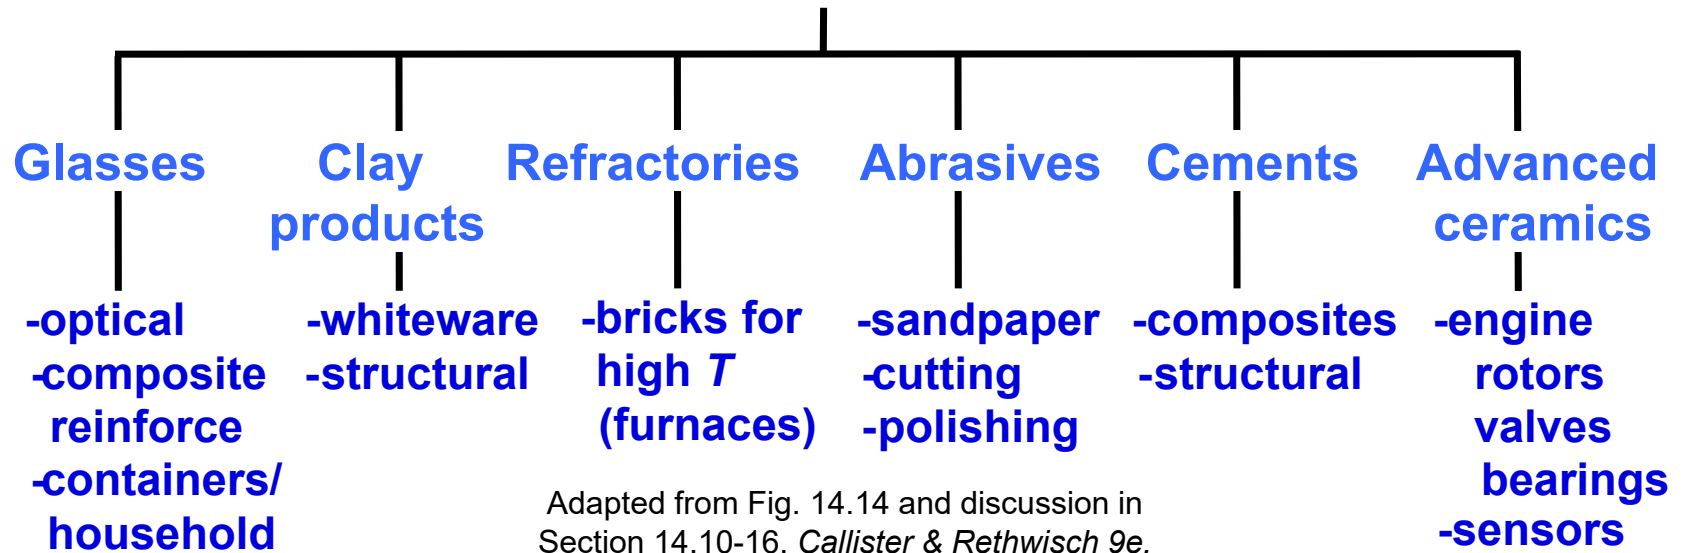 Glasses
Clay
products
Refractories
Abrasives
Cements
Advanced
ceramics
-optical
-composite
reinforce
-containers/
household
-whiteware
-structural
-bricks for
high T
(furnaces)
-sandpaper
-cutting
-polishing
-composites
-structural
-engine
rotors
valves
bearings
-sensors
Adapted from Fig. 14.14 and discussion in
Section 14.10-16, Callister & Rethwisch 9e.